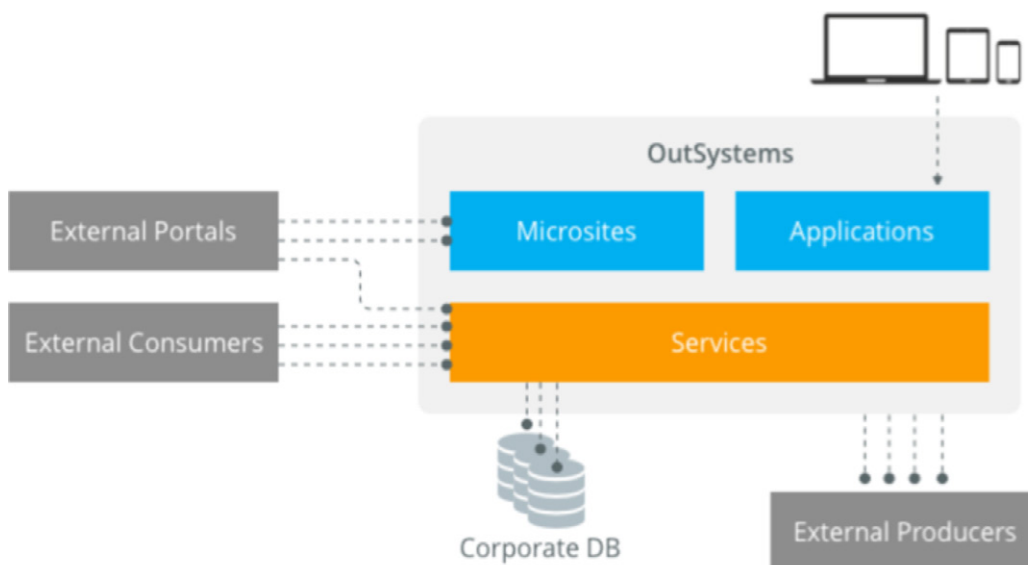 OutSystems
External Portals
Microsites
Applications
External Consumers
Services
Corporate DB
External Producers